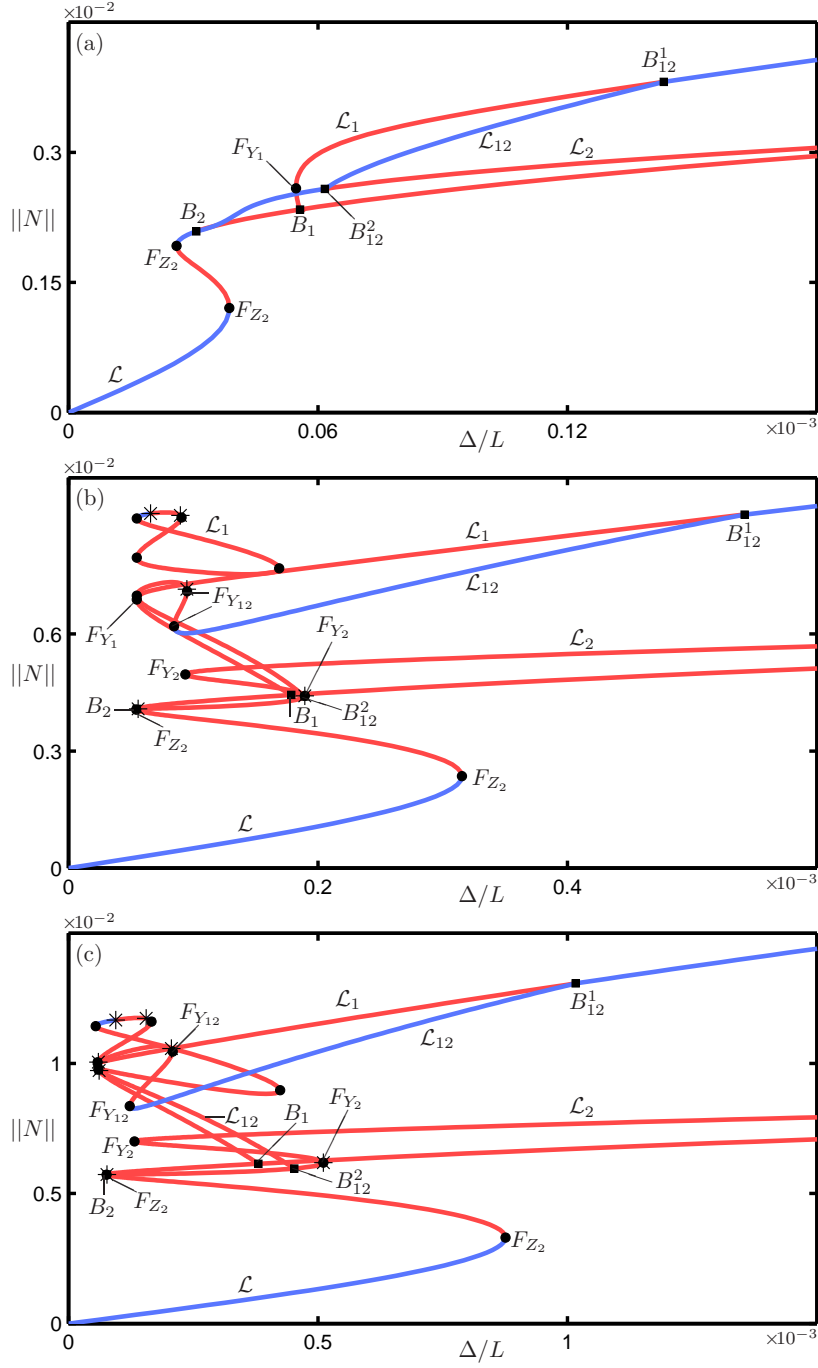 ×10⁻²
(a)
B¹₁₂
0.3
ℒ₁
ℒ₁₂
ℒ₂
F_{Y₁}
||N||
B₂
B₁
B²₁₂
F_{Z₂}
0.15
F_{Z₂}
ℒ
0
0 0.06 Δ/L 0.12 ×10⁻³
×10⁻²
(b)
ℒ₁
ℒ₁
B¹₁₂
ℒ₁₂
F_{Y₁₂}
F_{Y₁}
0.6
F_{Y₂}
ℒ₂
||N||
F_{Y₂}
B₂
B₁
B²₁₂
F_{Z₂}
0.3
F_{Z₂}
ℒ
0
0 0.2 Δ/L 0.4 ×10⁻³
×10⁻²
(c)
ℒ₁
B¹₁₂
F_{Y₁₂}
ℒ₁₂
1
F_{Y₁₂}
ℒ₁₂
B₁
F_{Y₂}
ℒ₂
||N||
F_{Y₂}
B²₁₂
B₂
F_{Z₂}
0.5
F_{Z₂}
ℒ
0
0 0.5 Δ/L 1 ×10⁻³